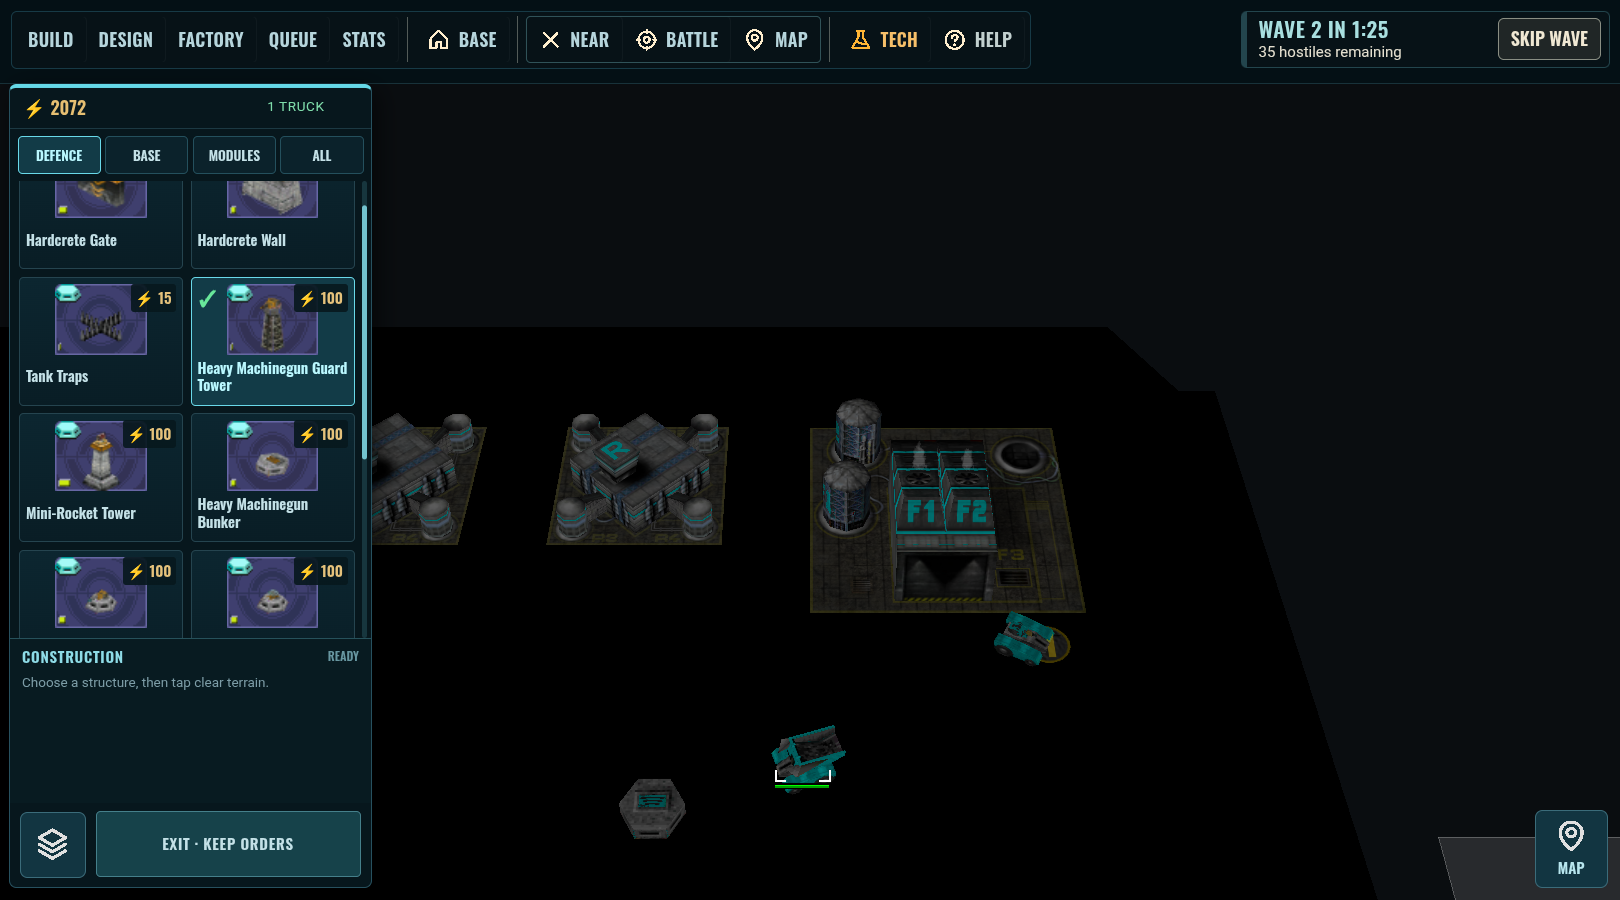 BUILD DESIGN FACTORY QUEUE STATS BASE NEAR BATTLE MAP TECH HELP
WAVE 2 IN 1:25
35 hostiles remaining
SKIP WAVE
2072
1 TRUCK
DEFENCE BASE MODULES ALL
Hardcrete Gate
Hardcrete Wall
15
Tank Traps
100
Heavy Machinegun Guard
Tower
100
Mini-Rocket Tower
100
Heavy Machinegun
Bunker
100
100
CONSTRUCTION
READY
Choose a structure, then tap clear terrain.
EXIT · KEEP ORDERS
R
F1 F2
F3
MAP